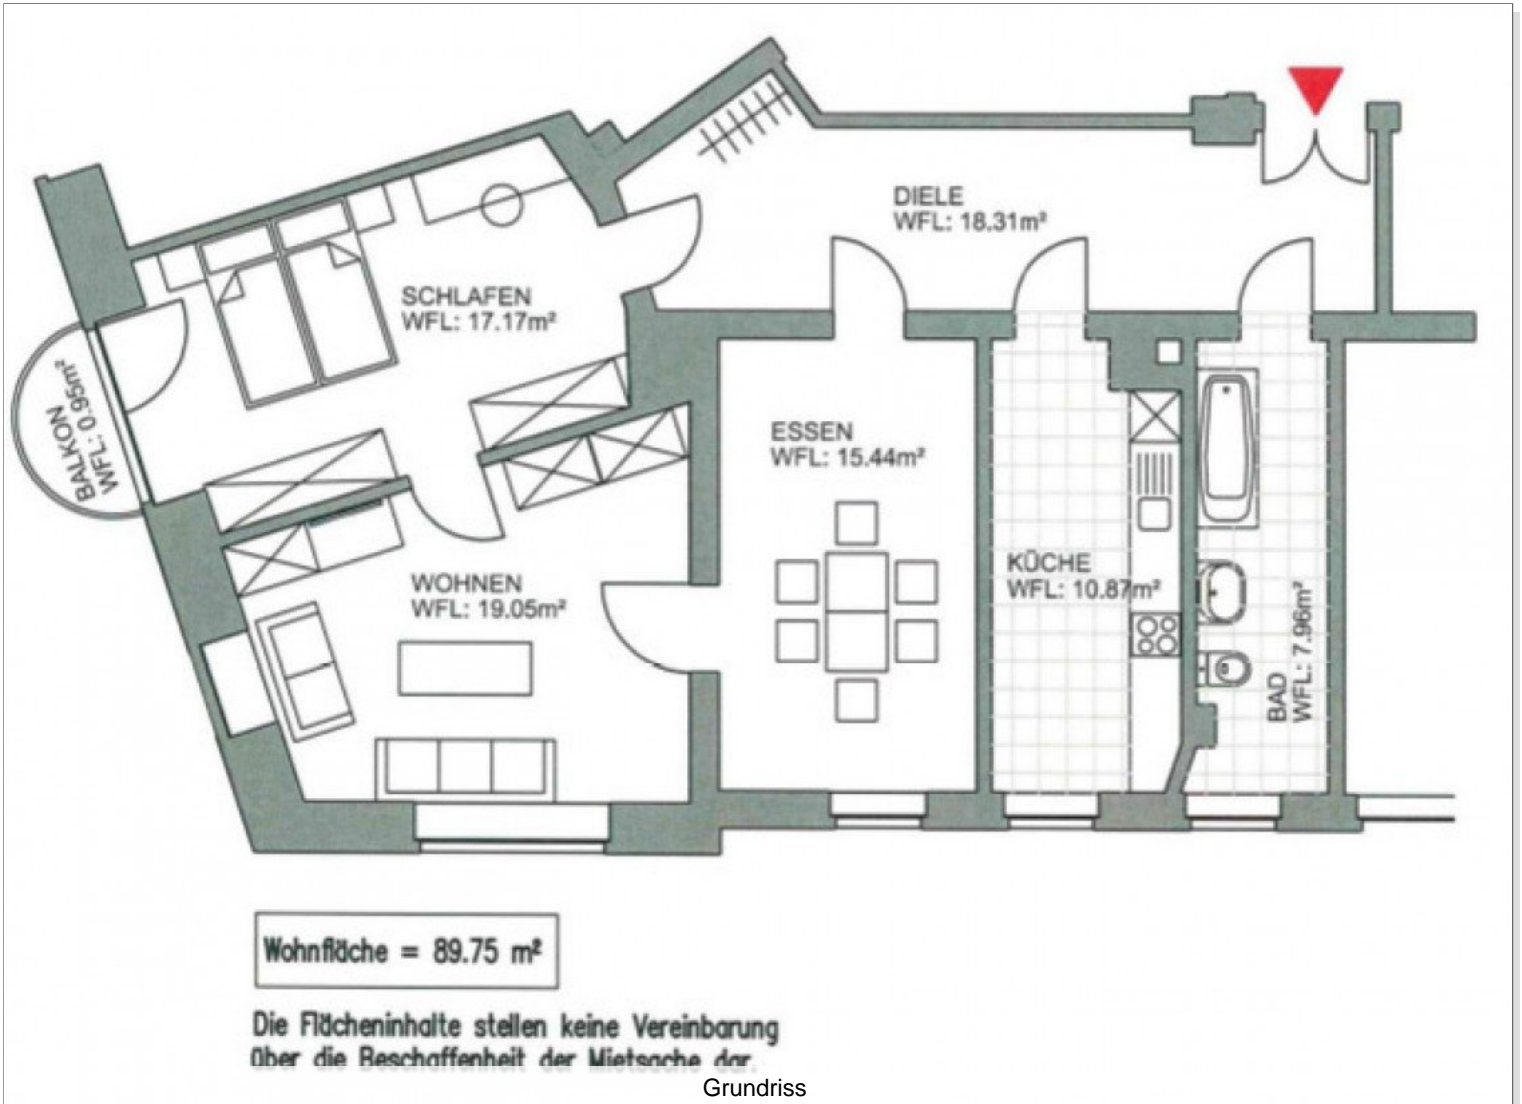 DIELE
WFL: 18.31m²
SCHLAFEN
WFL: 17.17m²
BALKON
WFL: 0.95m²
ESSEN
WFL: 15.44m²
KÜCHE
WFL: 10.87m²
WOHNEN
WFL: 19.05m²
BAD
WFL: 7.96m²
Wohnfläche = 89.75 m²
Die Flächeninhalte stellen keine Vereinbarung
über die Beschaffenheit der Mietsache dar.
Grundriss